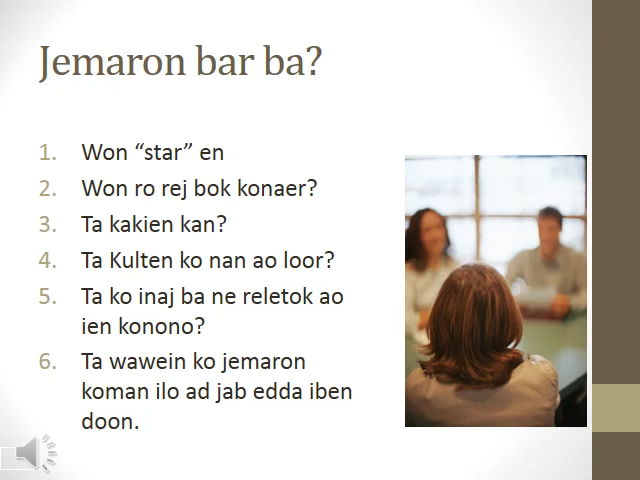 Jemaron bar ba?
1. Won “star” en
2. Won ro rej bok konaer?
3. Ta kakien kan?
4. Ta Kulten ko nan ao loor?
5. Ta ko inaj ba ne reletok ao
ien konono?
6. Ta wawein ko jemaron
koman ilo ad jab edda iben
doon.